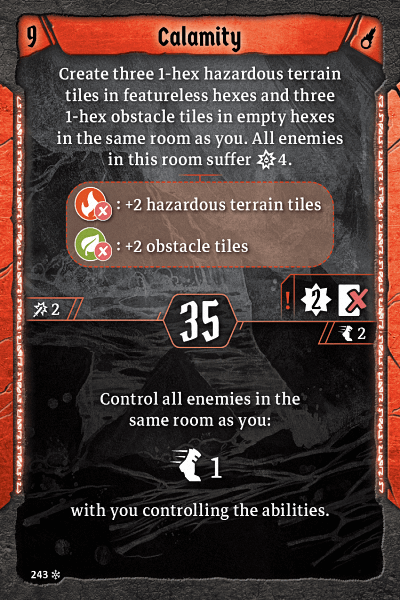 9
Calamity
Create three 1-hex hazardous terrain
tiles in featureless hexes and three
1-hex obstacle tiles in empty hexes
in the same room as you. All enemies
in this room suffer 4.
: +2 hazardous terrain tiles
: +2 obstacle tiles
2
35
! 2
2
Control all enemies in the
same room as you:
1
with you controlling the abilities.
243